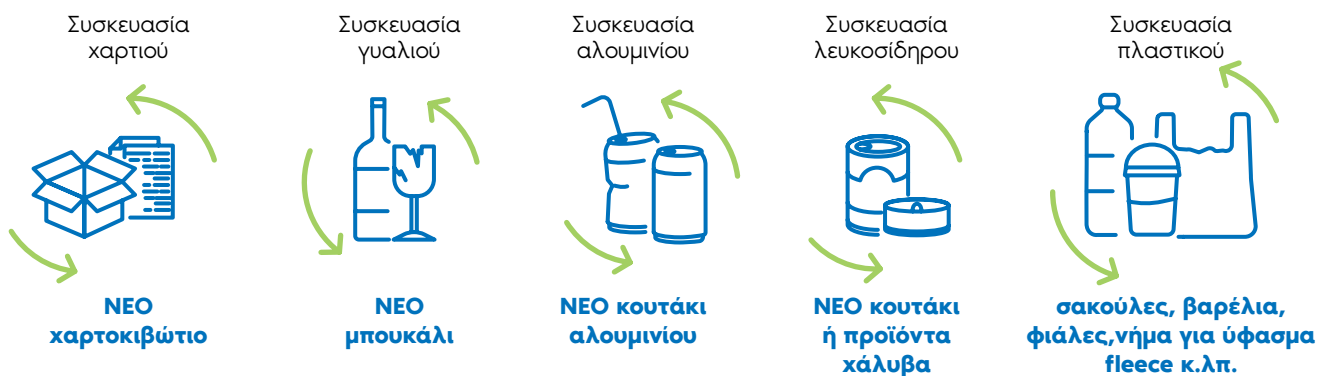 Συσκευασία
χαρτιού
Συσκευασία
γυαλιού
Συσκευασία
αλουμινίου
Συσκευασία
λευκοσίδηρου
Συσκευασία
πλαστικού
ΝΕΟ
χαρτοκιβώτιο
ΝΕΟ
μπουκάλι
ΝΕΟ κουτάκι
αλουμινίου
ΝΕΟ κουτάκι
ή προϊόντα
χάλυβα
σακούλες, βαρέλια,
φιάλες,νήμα για ύφασμα
fleece κ.λπ.